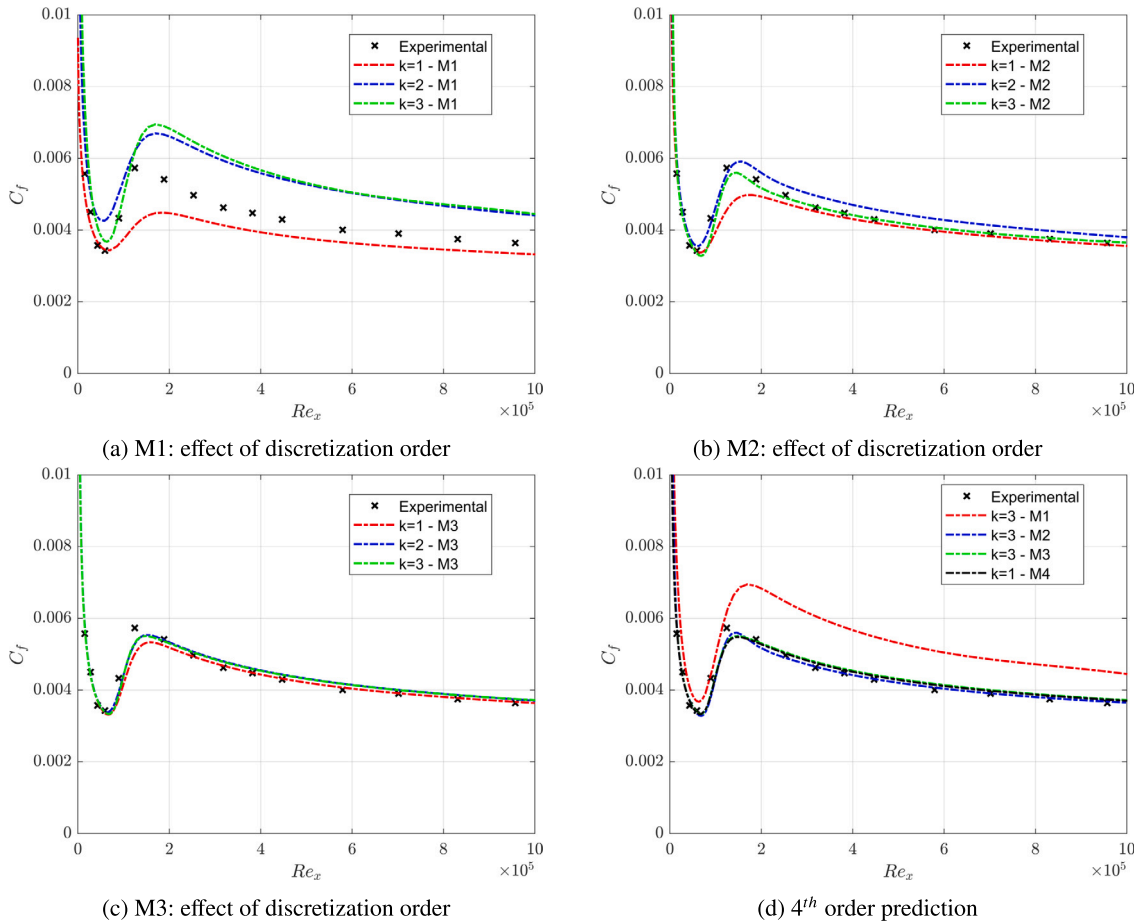 0.01
0.008
0.006
0.004
0.002
0
C_f
Experimental
k=1 - M1
k=2 - M1
k=3 - M1
0 2 4 6 8 10
Re_x
×10^5
(a) M1: effect of discretization order
0.01
0.008
0.006
0.004
0.002
0
C_f
Experimental
k=1 - M2
k=2 - M2
k=3 - M2
0 2 4 6 8 10
Re_x
×10^5
(b) M2: effect of discretization order
0.01
0.008
0.006
0.004
0.002
0
C_f
Experimental
k=1 - M3
k=2 - M3
k=3 - M3
0 2 4 6 8 10
Re_x
×10^5
(c) M3: effect of discretization order
0.01
0.008
0.006
0.004
0.002
0
C_f
Experimental
k=3 - M1
k=3 - M2
k=3 - M3
k=1 - M4
0 2 4 6 8 10
Re_x
×10^5
(d) 4^th order prediction